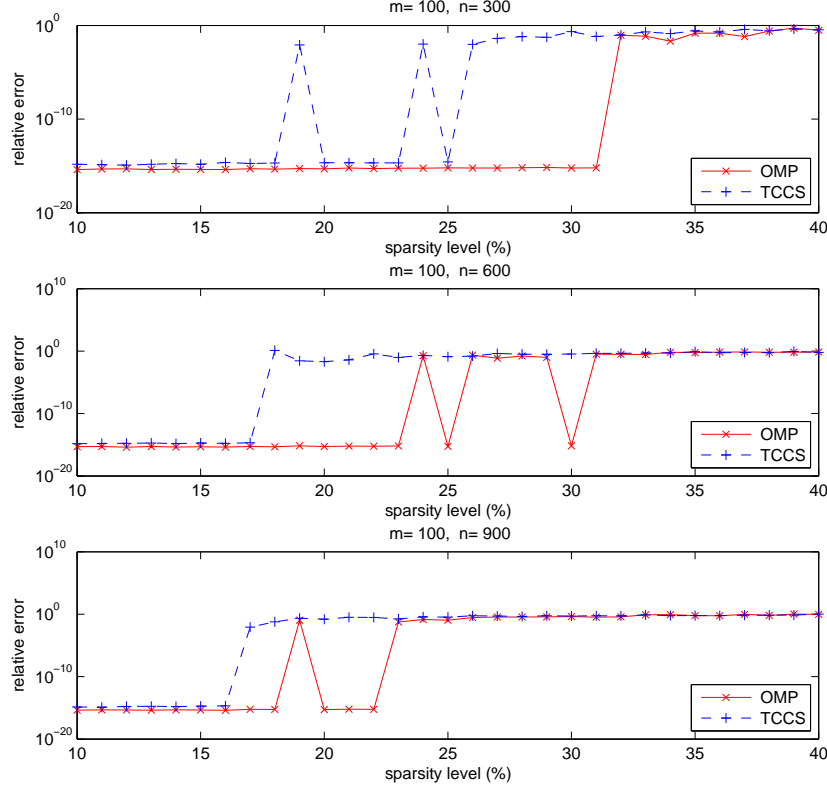 m= 100, n= 300
10^0
10^-10
10^-20
relative error
10 15 20 25 30 35 40
sparsity level (%)
OMP
TCCS
m= 100, n= 600
10^10
10^0
10^-10
10^-20
relative error
10 15 20 25 30 35 40
sparsity level (%)
OMP
TCCS
m= 100, n= 900
10^10
10^0
10^-10
10^-20
relative error
10 15 20 25 30 35 40
sparsity level (%)
OMP
TCCS